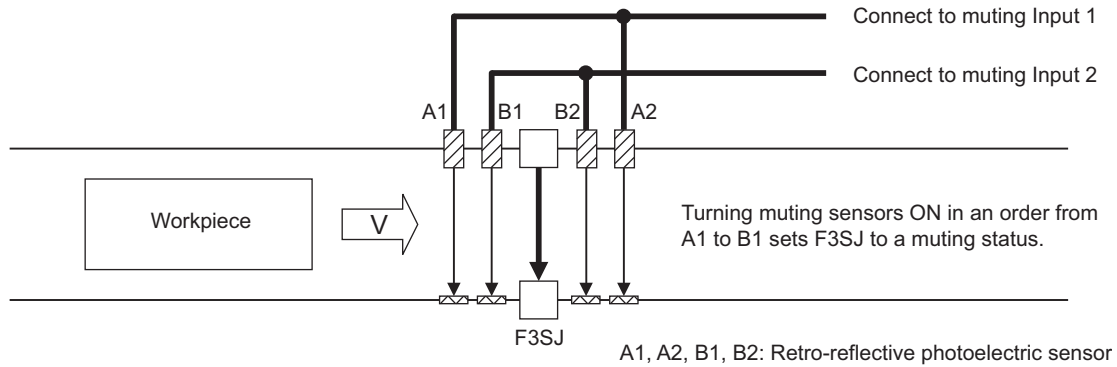 Connect to muting Input 1
Connect to muting Input 2
A1 B1 B2 A2
Workpiece
V
Turning muting sensors ON in an order from
A1 to B1 sets F3SJ to a muting status.
F3SJ
A1, A2, B1, B2: Retro-reflective photoelectric sensor